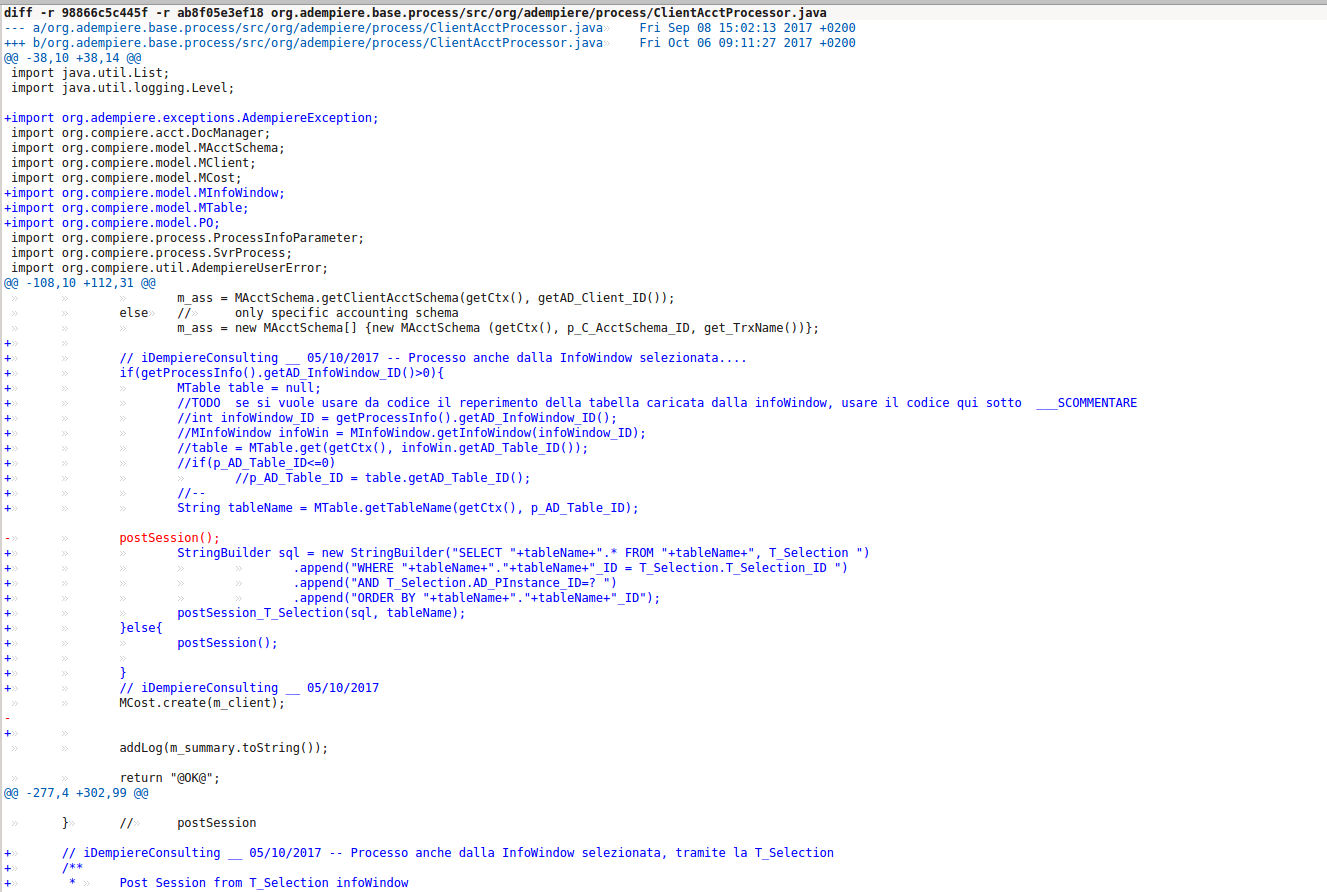 diff -r 98866c5c445f -r ab8f05e3ef18 org.adempiere.base.process/src/org/adempiere/process/ClientAcctProcessor.java
--- a/org.adempiere.base.process/src/org/adempiere/process/ClientAcctProcessor.java»    Fri Sep 08 15:02:13 2017 +0200
+++ b/org.adempiere.base.process/src/org/adempiere/process/ClientAcctProcessor.java»    Fri Oct 06 09:11:27 2017 +0200
@@ -38,10 +38,14 @@
 import java.util.List;
 import java.util.logging.Level;

+import org.adempiere.exceptions.AdempiereException;
 import org.compiere.acct.DocManager;
 import org.compiere.model.MAcctSchema;
 import org.compiere.model.MClient;
 import org.compiere.model.MCost;
+import org.compiere.model.MInfoWindow;
+import org.compiere.model.MTable;
+import org.compiere.model.PO;
 import org.compiere.process.ProcessInfoParameter;
 import org.compiere.process.SvrProcess;
 import org.compiere.util.AdempiereUserError;
@@ -108,10 +112,31 @@
 »      »       »       m_ass = MAcctSchema.getClientAcctSchema(getCtx(), getAD_Client_ID());
 »      »       else»   //»     only specific accounting schema
 »      »       »       m_ass = new MAcctSchema[] {new MAcctSchema (getCtx(), p_C_AcctSchema_ID, get_TrxName())};
+»      »
+»      »       // iDempiereConsulting __ 05/10/2017 -- Processo anche dalla InfoWindow selezionata....
+»      »       if(getProcessInfo().getAD_InfoWindow_ID()>0){
+»      »       »       MTable table = null;
+»      »       »       //TODO  se si vuole usare da codice il reperimento della tabella caricata dalla infoWindow, usare il codice qui sotto  ___SCOMMENTARE
+»      »       »       //int infoWindow_ID = getProcessInfo().getAD_InfoWindow_ID();
+»      »       »       //MInfoWindow infoWin = MInfoWindow.getInfoWindow(infoWindow_ID);
+»      »       »       //table = MTable.get(getCtx(), infoWin.getAD_Table_ID());
+»      »       »       //if(p_AD_Table_ID<=0)
+»      »       »       »       //p_AD_Table_ID = table.getAD_Table_ID();
+»      »       »       //--
+»      »       »       String tableName = MTable.getTableName(getCtx(), p_AD_Table_ID);

-»      »       postSession();
+»      »       »       StringBuilder sql = new StringBuilder("SELECT "+tableName+".* FROM "+tableName+", T_Selection ")
+»      »       »       »       »       .append("WHERE "+tableName+"."+tableName+"_ID = T_Selection.T_Selection_ID ")
+»      »       »       »       »       .append("AND T_Selection.AD_PInstance_ID=? ")
+»      »       »       »       »       .append("ORDER BY "+tableName+"."+tableName+"_ID");
+»      »       »       postSession_T_Selection(sql, tableName);
+»      »       }else{
+»      »       »       postSession();
+»      »       »
+»      »       }
+»      »       // iDempiereConsulting __ 05/10/2017
 »      »       MCost.create(m_client);
-
+»      »
 »      »       addLog(m_summary.toString());

 »      »       return "@OK@";
@@ -277,4 +302,99 @@

 »      }»      //»     postSession

+»      // iDempiereConsulting __ 05/10/2017 -- Processo anche dalla InfoWindow selezionata, tramite la T_Selection
+»      /**
+»       * »    Post Session from T_Selection infoWindow